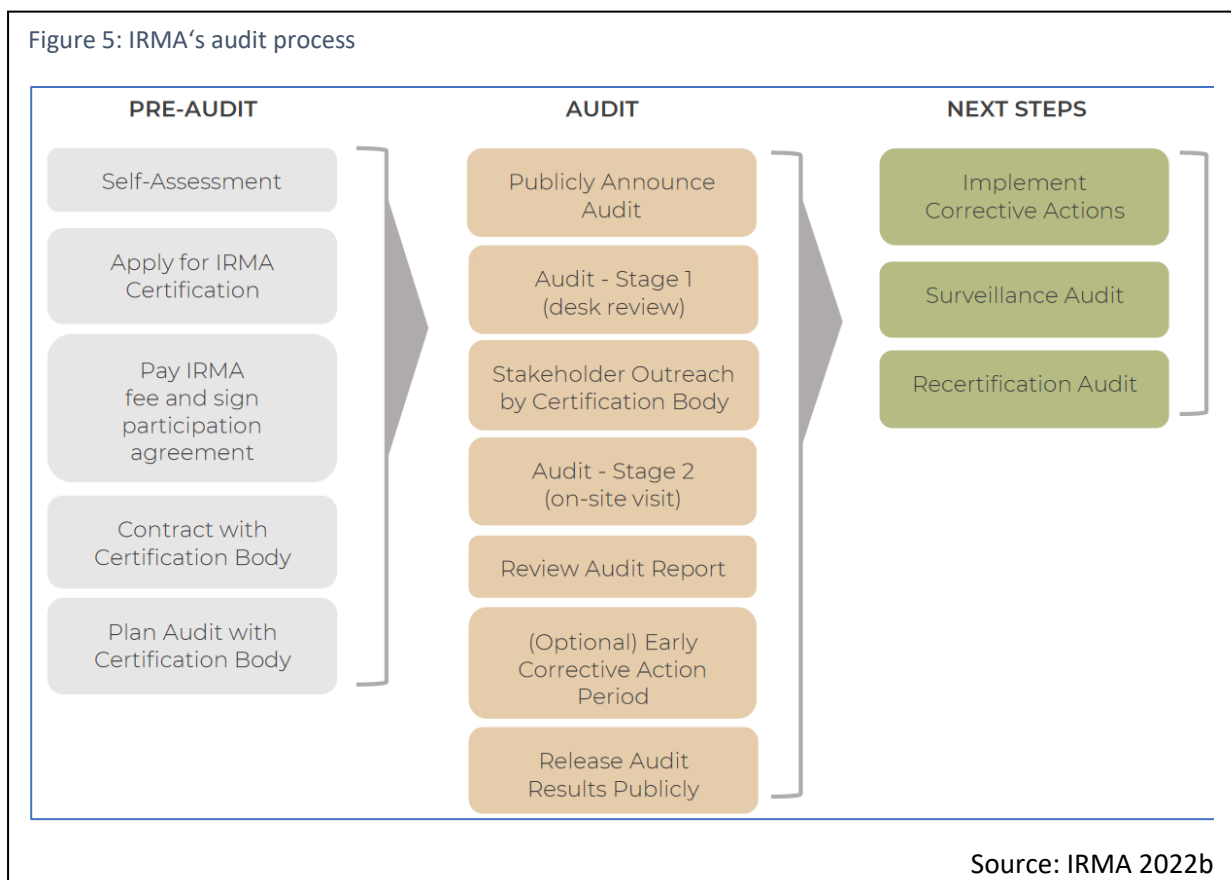 Figure 5: IRMA‘s audit process
PRE-AUDIT
Self-Assessment
Apply for IRMA
Certification
Pay IRMA
fee and sign
participation
agreement
Contract with
Certification Body
Plan Audit with
Certification Body
AUDIT
Publicly Announce
Audit
Audit - Stage 1
(desk review)
Stakeholder Outreach
by Certification Body
Audit - Stage 2
(on-site visit)
Review Audit Report
(Optional) Early
Corrective Action
Period
Release Audit
Results Publicly
NEXT STEPS
Implement
Corrective Actions
Surveillance Audit
Recertification Audit
Source: IRMA 2022b